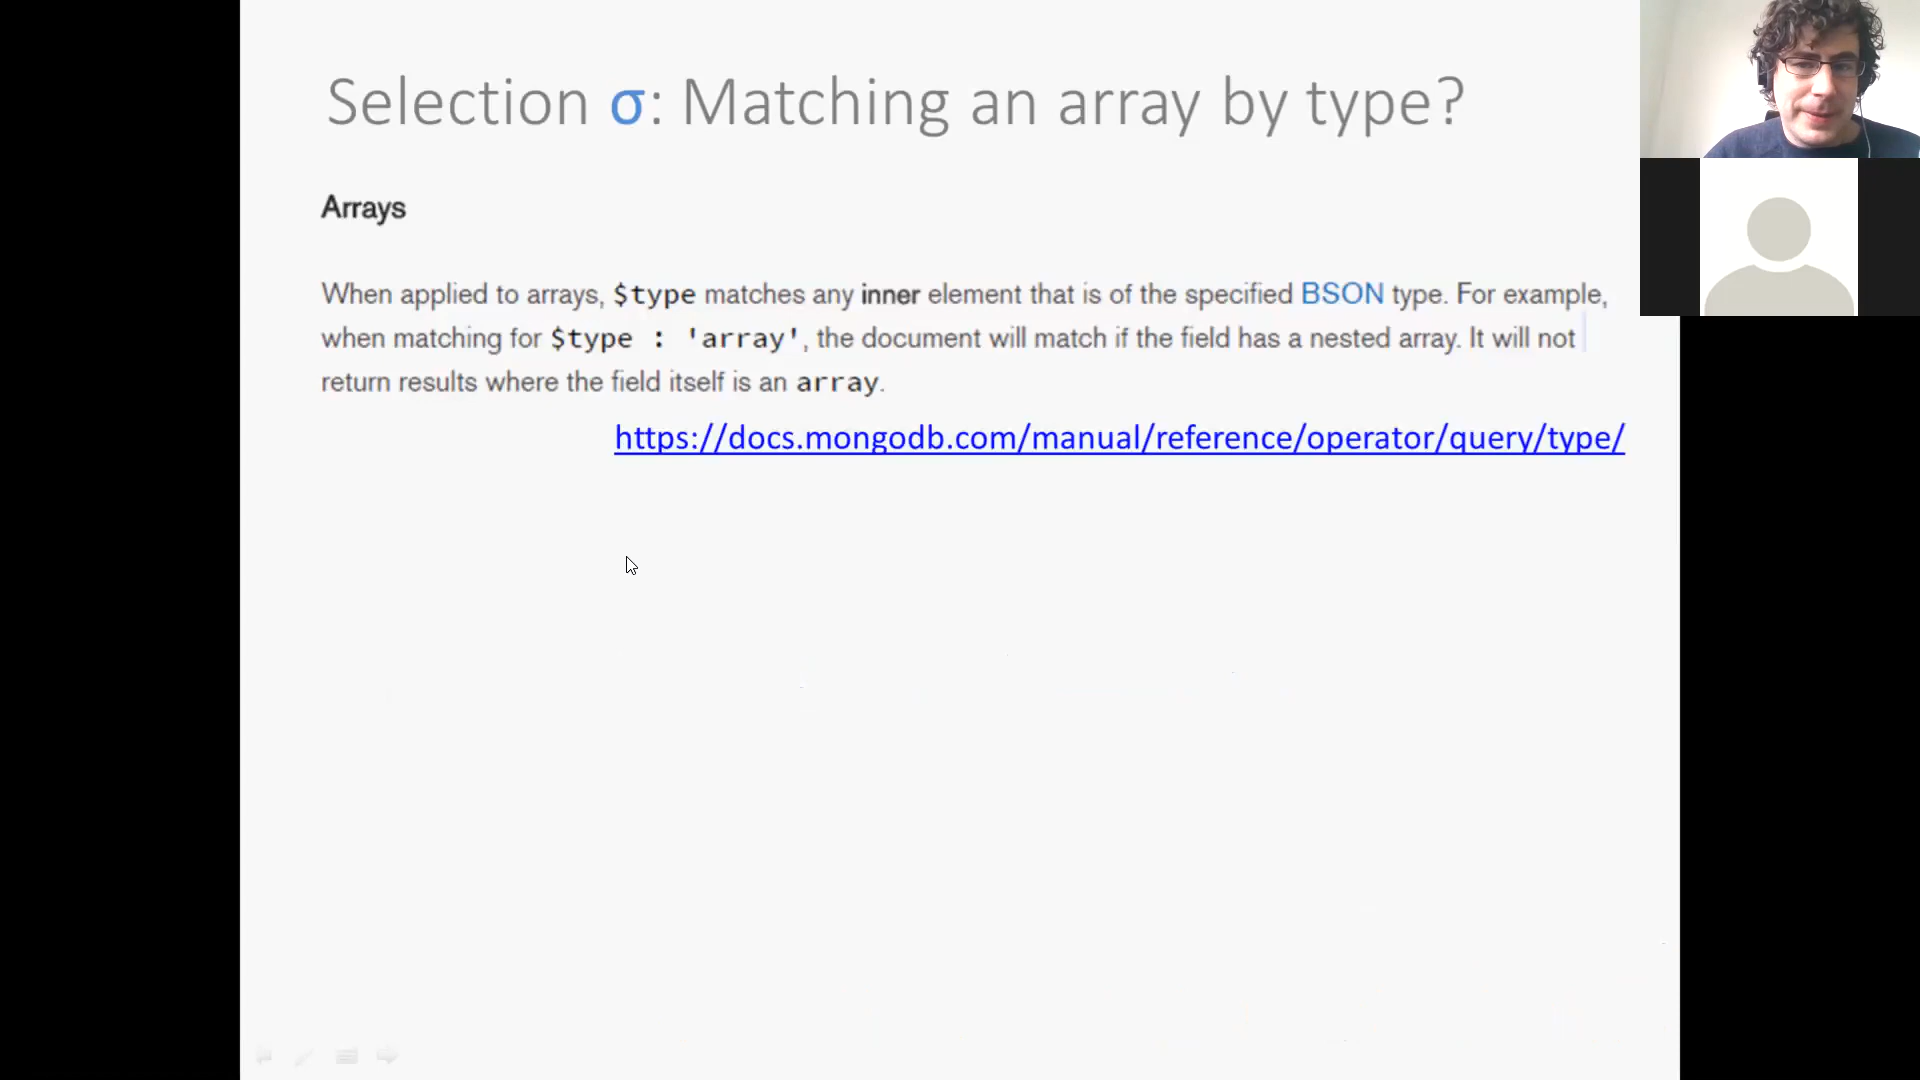 Selection σ: Matching an array by type?
Arrays
When applied to arrays, $type matches any inner element that is of the specified BSON type. For example,
when matching for $type : 'array', the document will match if the field has a nested array. It will not
return results where the field itself is an array.
https://docs.mongodb.com/manual/reference/operator/query/type/